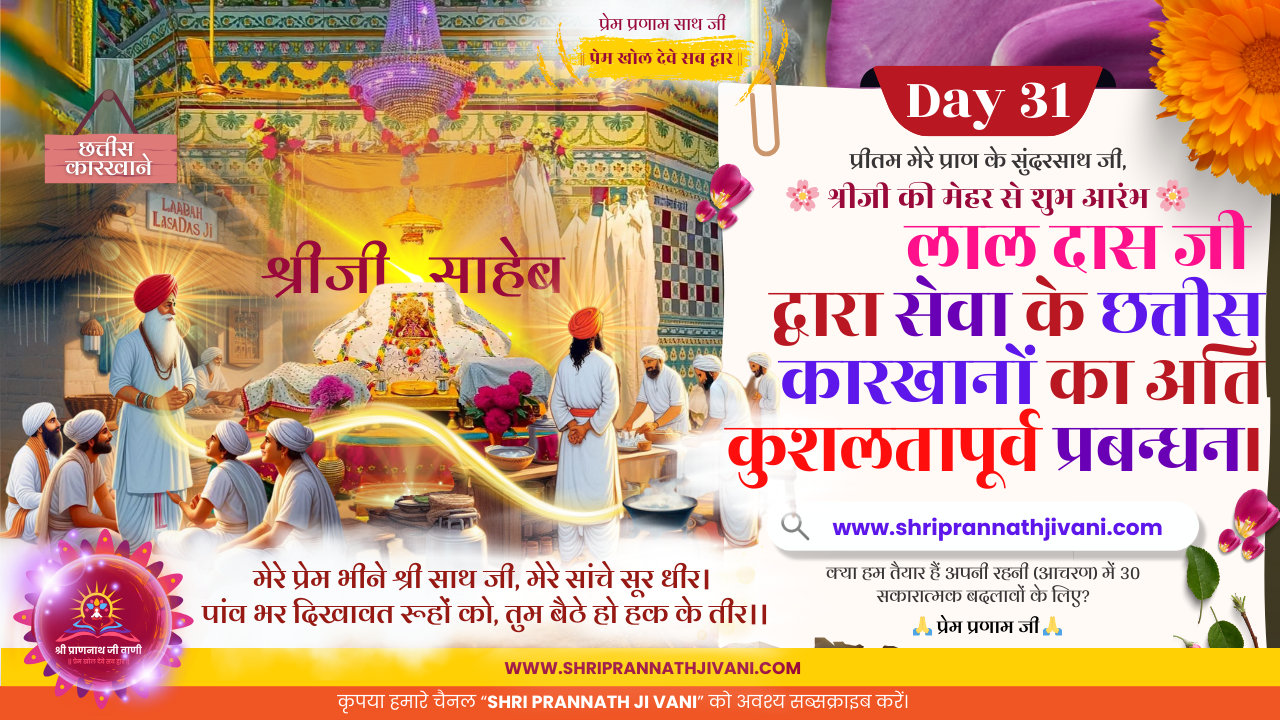 प्रेम प्रणाम साथ जी
॥ प्रेम खोल देवे सब द्वार ॥
छत्तीस
कारखाने
LAABAH
LASADAS JI
श्रीजी साहेब
Day 31
प्रीतम मेरे प्राण के सुंदरसाथ जी,
🌸 श्रीजी की मेहर से शुभ आरंभ 🌸
लाल दास जी
द्वारा सेवा के छत्तीस
कारखानों का अति
कुशलतापूर्व प्रबन्धन।
www.shriprannathjivani.com
क्या हम तैयार हैं अपनी रहनी (आचरण) में 30
सकारात्मक बदलावों के लिए?
🙏 प्रेम प्रणाम जी🙏
मेरे प्रेम भीने श्री साथ जी, मेरे सांचे सूर धीर।
पांव भर दिखावत रूहों को, तुम बैठे हो हक के तीर।।
श्री प्राणनाथ जी वाणी
॥ प्रेम खोल देवे सब द्वार ॥
WWW.SHRIPRANNATHJIVANI.COM
कृपया हमारे चैनल “SHRI PRANNATH JI VANI” को अवश्य सब्सक्राइब करें।